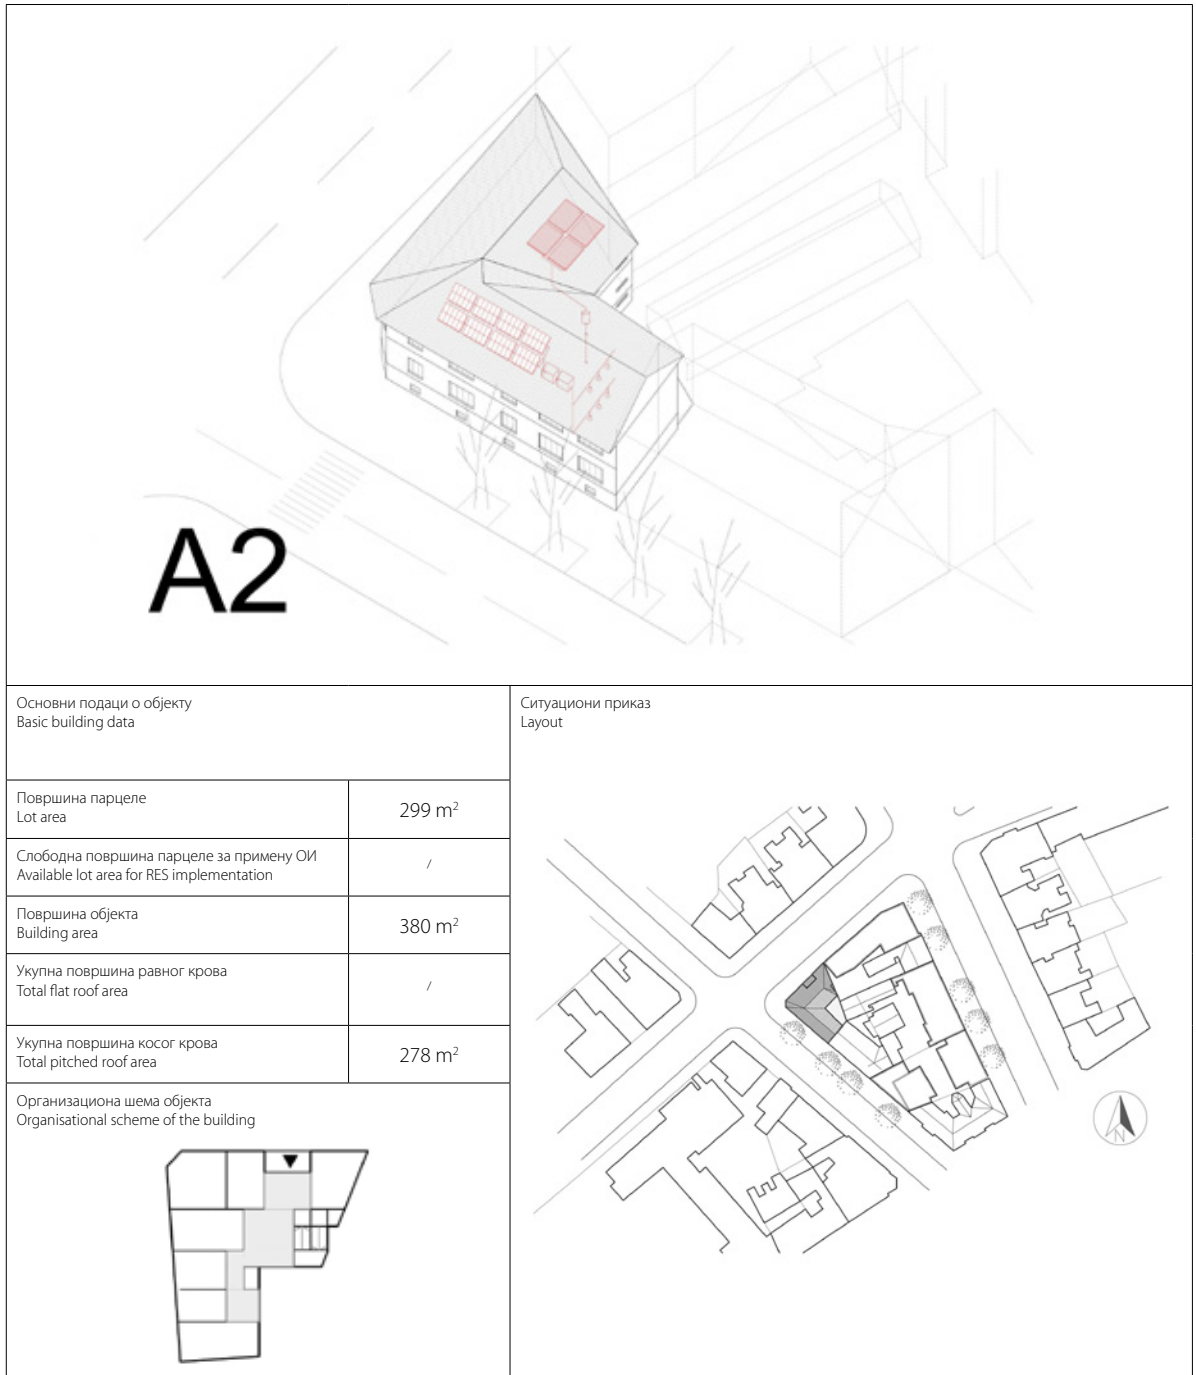 A2
Основни подаци о објекту
Basic building data
Површина парцеле
Lot area
299 m²
Слободна површина парцеле за примену ОИ
Available lot area for RES implementation
/
Површина објекта
Building area
380 m²
Укупна површина равног крова
Total flat roof area
/
Укупна површина косог крова
Total pitched roof area
278 m²
Организациона шема објекта
Organisational scheme of the building
Ситуациони приказ
Layout
N